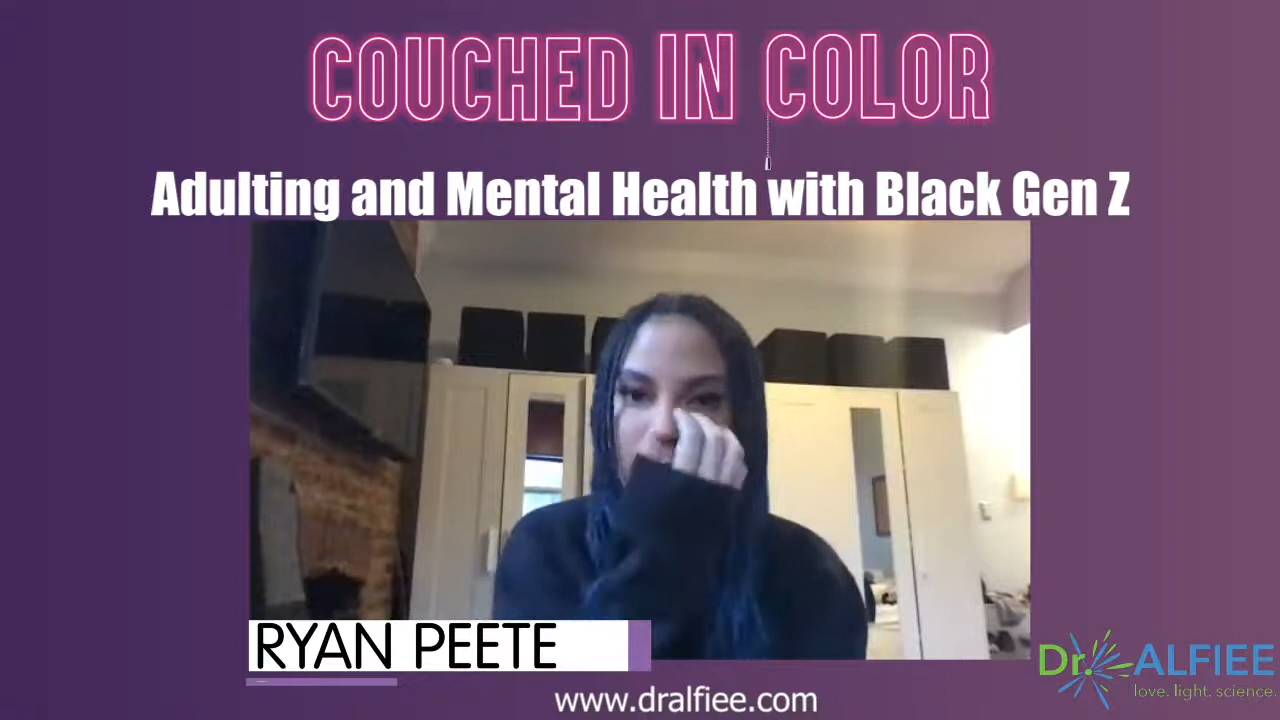 COUCHED IN COLOR
Adulting and Mental Health with Black Gen Z
RYAN PEETE
Dr. ALFIEE
love. light. science.
www.dralfiee.com